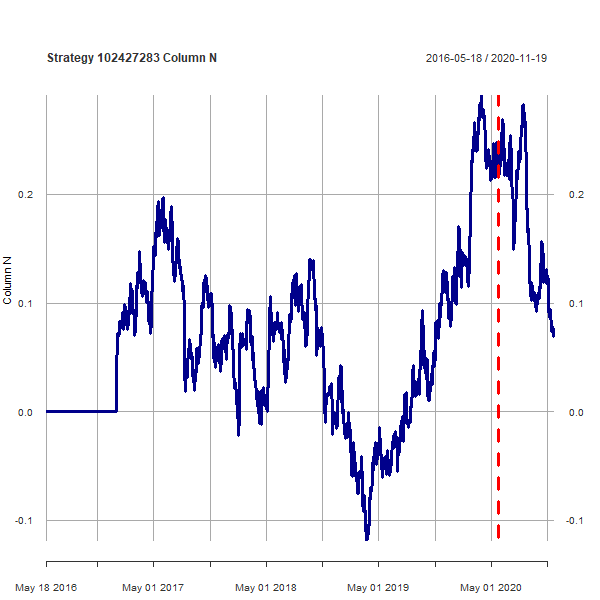 Strategy 102427283 Column N
2016-05-18 / 2020-11-19
Column N
0.2
0.2
0.1
0.1
0.0
0.0
-0.1
-0.1
May 18 2016
May 01 2017
May 01 2018
May 01 2019
May 01 2020